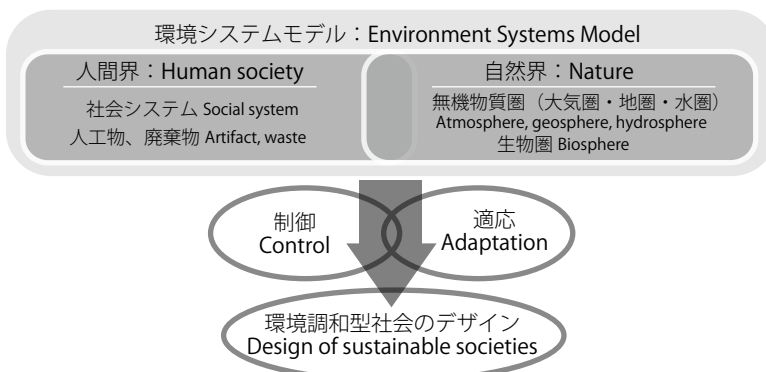 環境システムモデル：Environment Systems Model
人間界：Human society
社会システム Social system
人工物、廃棄物 Artifact, waste
自然界：Nature
無機物質圏（大気圏・地圏・水圏）
Atmosphere, geosphere, hydrosphere
生物圏 Biosphere
制御
Control
適応
Adaptation
環境調和型社会のデザイン
Design of sustainable societies